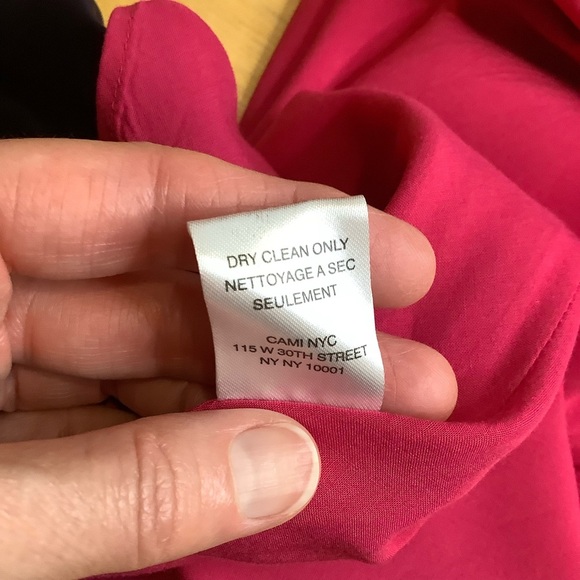 DRY CLEAN ONLY
NETTOYAGE A SEC
SEULEMENT
CAMI NYC
115 W 30TH STREET
NY NY 10001